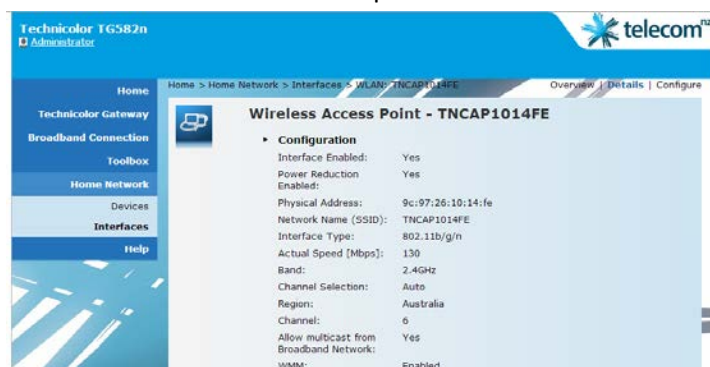 Technicolor TG582n
Administrator
telecom nz
Home > Home Network > Interfaces > WLAN: TNCAP1014FE
Overview | Details | Configure
Home
Technicolor Gateway
Broadband Connection
Toolbox
Home Network
Devices
Interfaces
Help
Wireless Access Point - TNCAP1014FE
Configuration
Interface Enabled: Yes
Power Reduction Yes
Enabled:
Physical Address: 9c:97:26:10:14:fe
Network Name (SSID): TNCAP1014FE
Interface Type: 802.11b/g/n
Actual Speed [Mbps]: 130
Band: 2.4GHz
Channel Selection: Auto
Region: Australia
Channel: 6
Allow multicast from Yes
Broadband Network:
WMM: Enabled